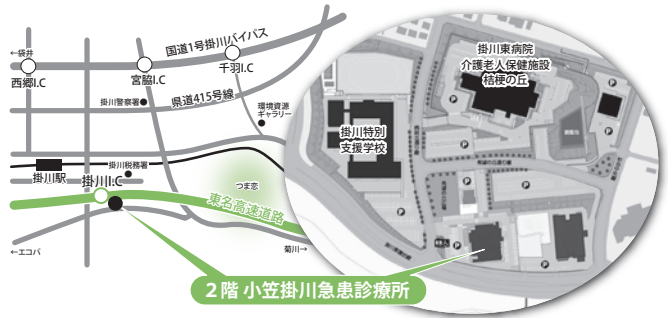 国道1号掛川バイパス
←袋井
西郷I.C
宮脇I.C
千羽I.C
掛川警察署
県道415号線
環境資源
ギャラリー
掛川税務署
掛川駅
掛川I.C
つま恋
東名高速道路
←エコパ
菊川→
掛川東病院
介護老人保健施設
桔梗の丘
掛川特別
支援学校
P
P
P
P
P
P
P
P
P
P
2階 小笠掛川急患診療所